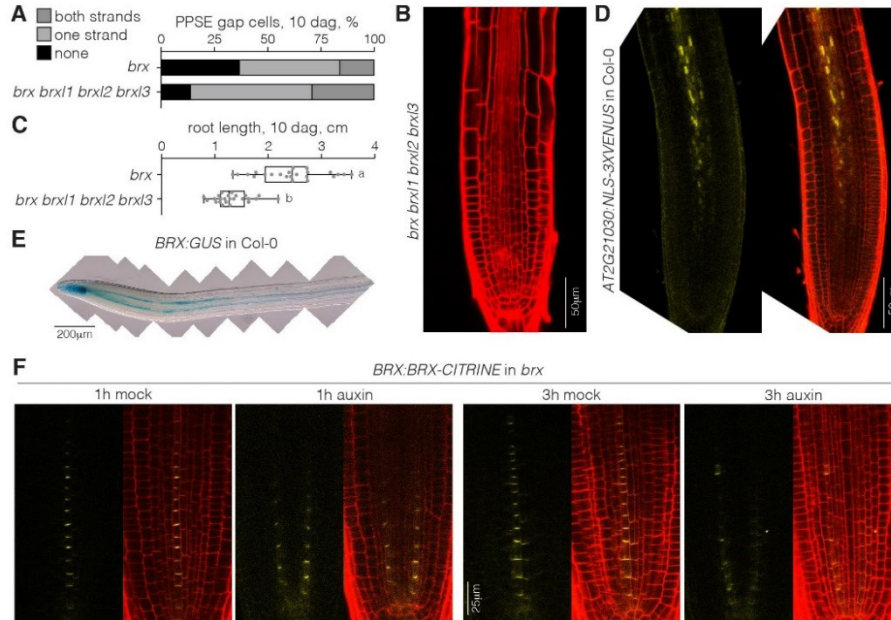 A
PPSE gap cells, 10 dag, %
both strands
one strand
none
0 25 50 75 100
brx
brx brxl1 brxl2 brxl3
C
root length, 10 dag, cm
0 1 2 3 4
brx
a
brx brxl1 brxl2 brxl3
b
E
BRX:GUS in Col-0
200μm
B
brx brxl1 brxl2 brxl3
50μm
D
AT2G21030:NLS-3XVENUS in Col-0
F
BRX:BRX-CITRINE in brx
1h mock 1h auxin 3h mock 3h auxin
25μm